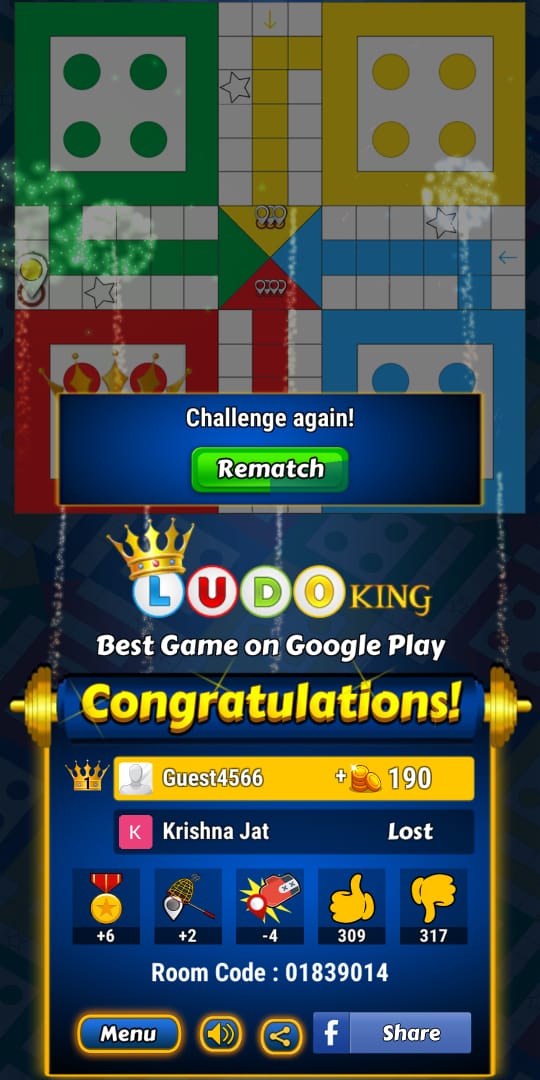 Challenge again!
Rematch
LUDO KING
Best Game on Google Play
Congratulations!
1 Guest4566 + 190
K Krishna Jat Lost
+6 +2 -4 309 317
Room Code : 01839014
Menu f Share